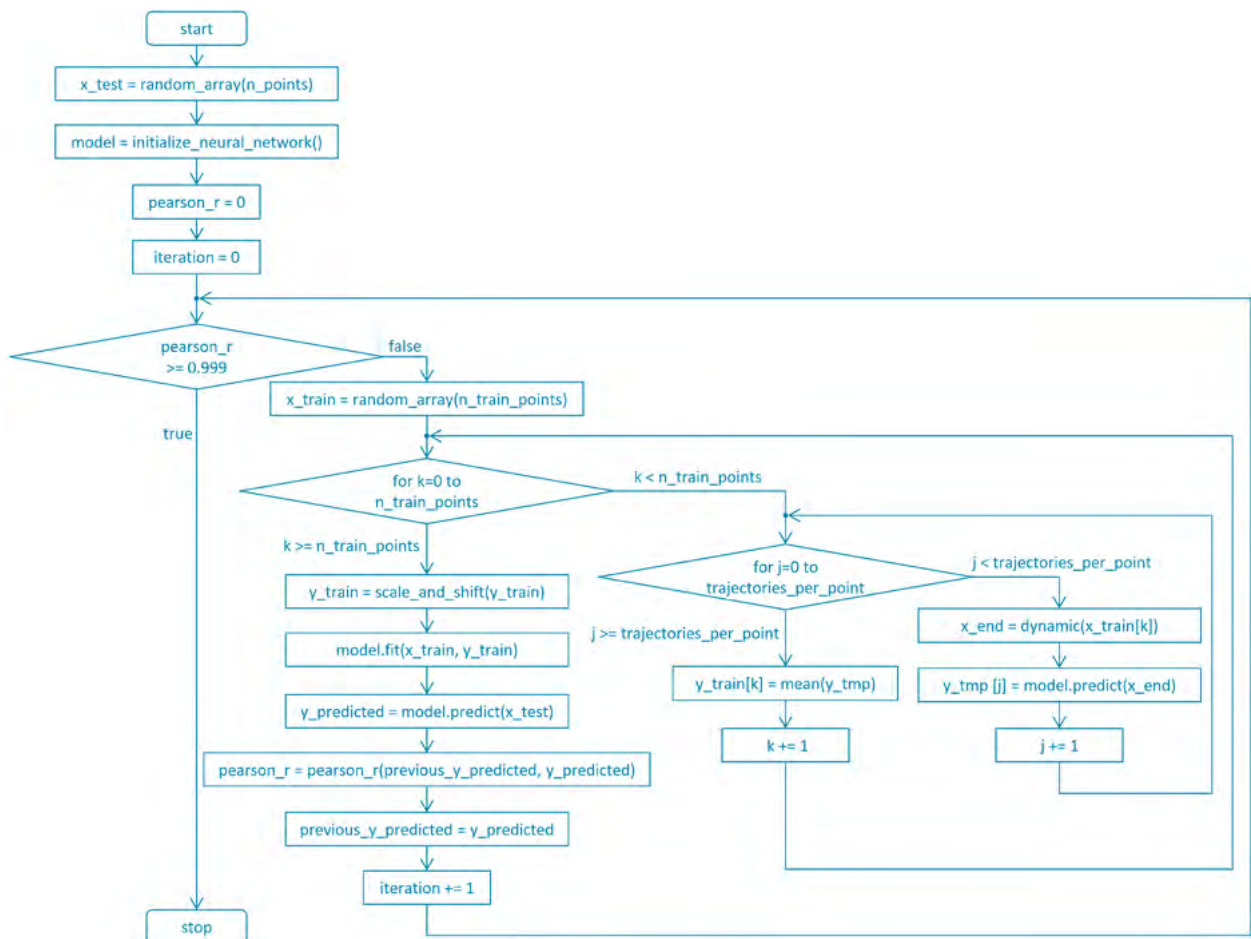 start
x_test = random_array(n_points)
model = initialize_neural_network()
pearson_r = 0
iteration = 0
pearson_r
>= 0.999
false
true
x_train = random_array(n_train_points)
for k=0 to
n_train_points
k < n_train_points
k >= n_train_points
for j=0 to
trajectories_per_point
j < trajectories_per_point
j >= trajectories_per_point
x_end = dynamic(x_train[k])
y_tmp [j] = model.predict(x_end)
j += 1
y_train[k] = mean(y_tmp)
k += 1
y_train = scale_and_shift(y_train)
model.fit(x_train, y_train)
y_predicted = model.predict(x_test)
pearson_r = pearson_r(previous_y_predicted, y_predicted)
previous_y_predicted = y_predicted
iteration += 1
stop